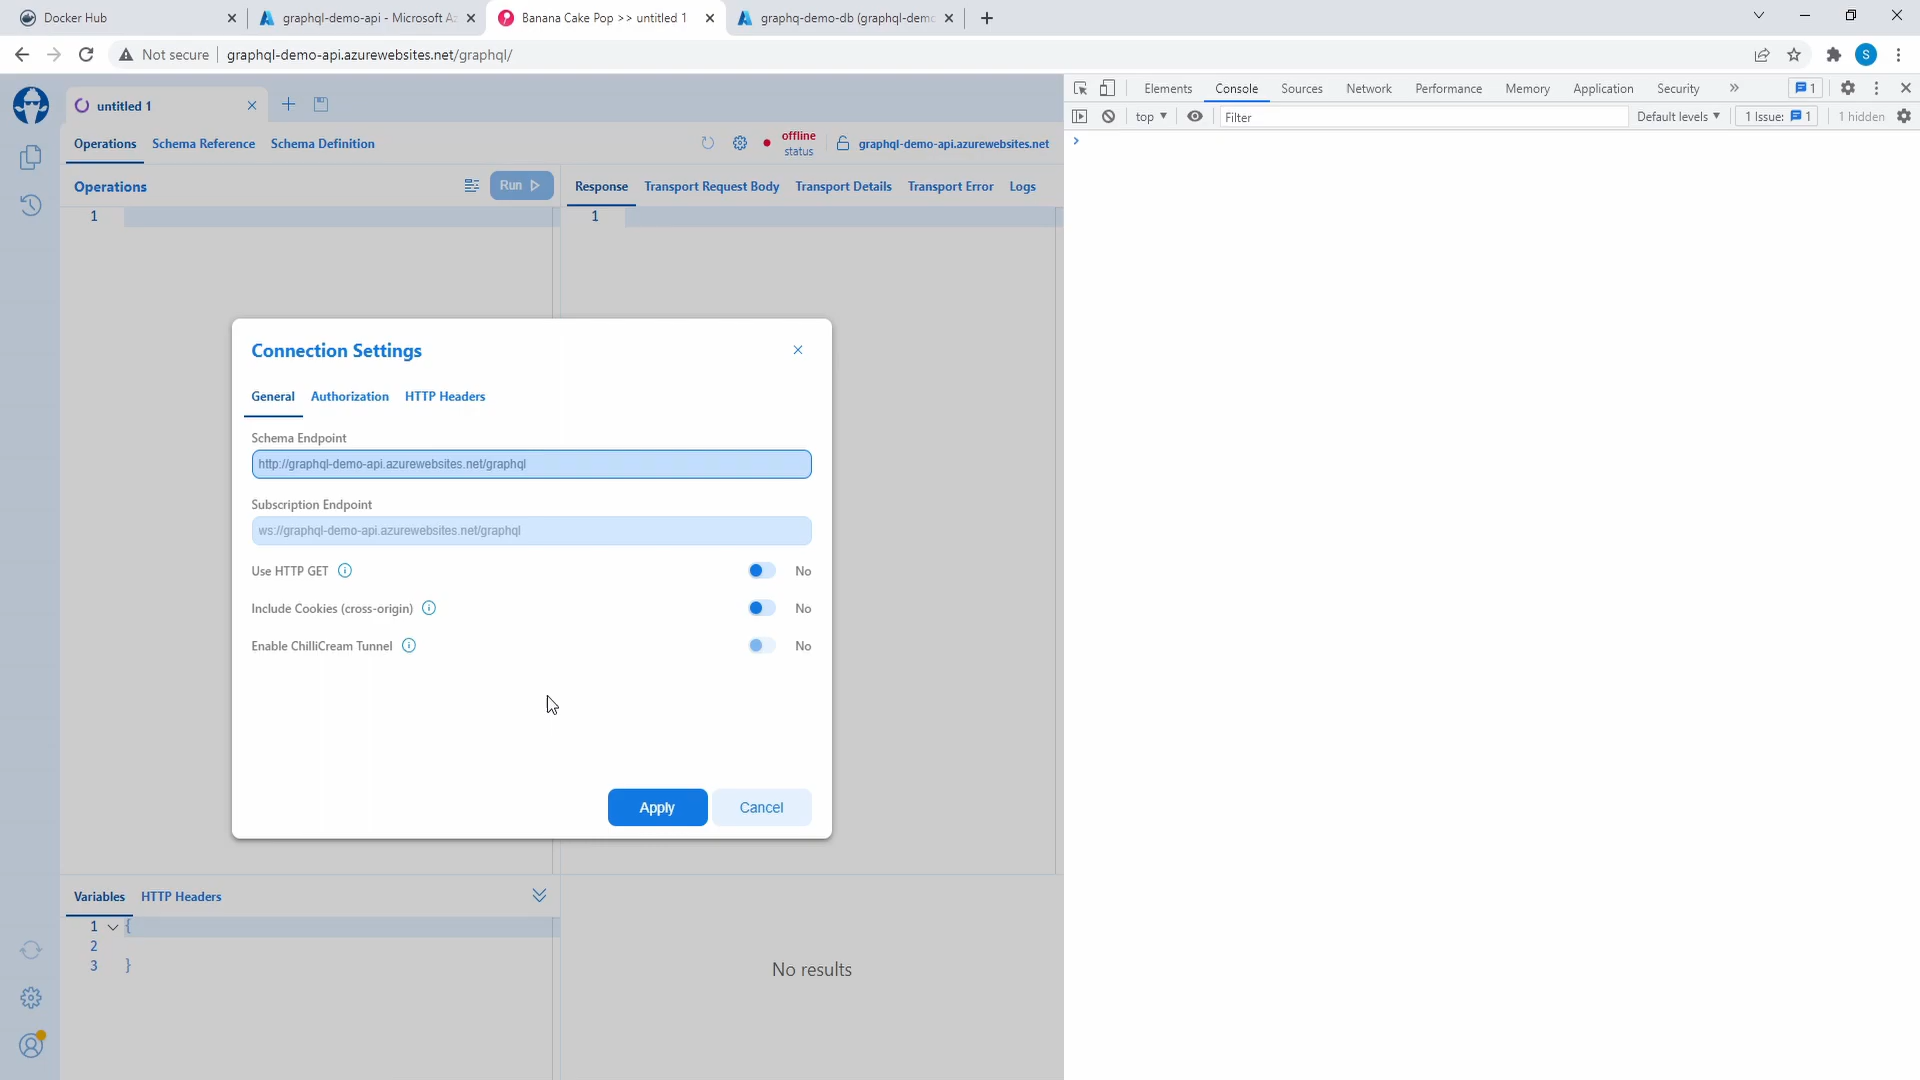 Docker Hub
graphql-demo-api - Microsoft Az
Banana Cake Pop >> untitled 1
graphq-demo-db (graphql-demo
Not secure
graphql-demo-api.azurewebsites.net/graphql/
S
untitled 1
Operations
Schema Reference
Schema Definition
offline
status
graphql-demo-api.azurewebsites.net
Operations
Run
1
Response
Transport Request Body
Transport Details
Transport Error
Logs
1
Connection Settings
General
Authorization
HTTP Headers
Schema Endpoint
http://graphql-demo-api.azurewebsites.net/graphql
Subscription Endpoint
ws://graphql-demo-api.azurewebsites.net/graphql
Use HTTP GET
No
Include Cookies (cross-origin)
No
Enable ChilliCream Tunnel
No
Apply
Cancel
Variables
HTTP Headers
1 {
2
3 }
No results
Elements
Console
Sources
Network
Performance
Memory
Application
Security
1
top
Filter
Default levels
1 Issue: 1
1 hidden